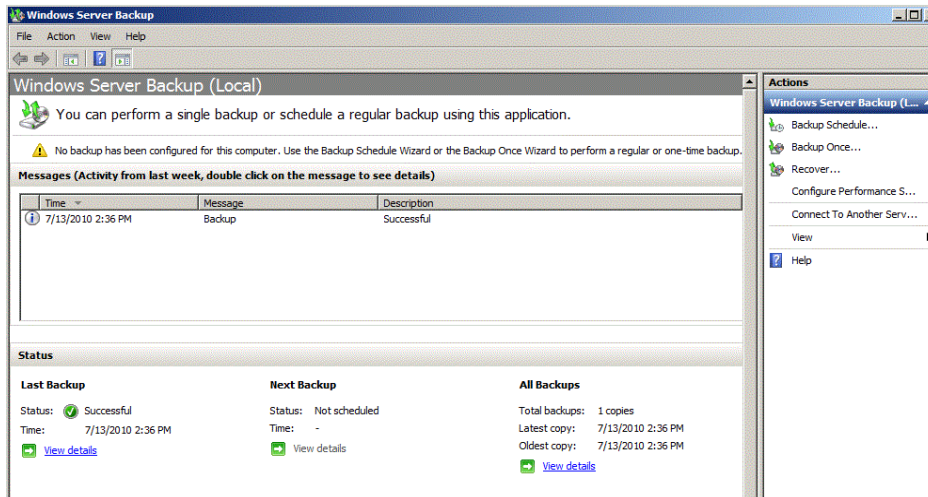 Windows Server Backup
File Action View Help
Windows Server Backup (Local)
You can perform a single backup or schedule a regular backup using this application.
No backup has been configured for this computer. Use the Backup Schedule Wizard or the Backup Once Wizard to perform a regular or one-time backup.
Messages (Activity from last week, double click on the message to see details)
Time Message Description
7/13/2010 2:36 PM Backup Successful
Status
Last Backup
Status: Successful
Time: 7/13/2010 2:36 PM
View details
Next Backup
Status: Not scheduled
Time: -
View details
All Backups
Total backups: 1 copies
Latest copy: 7/13/2010 2:36 PM
Oldest copy: 7/13/2010 2:36 PM
View details
Actions
Windows Server Backup (L...
Backup Schedule...
Backup Once...
Recover...
Configure Performance S...
Connect To Another Serv...
View
Help